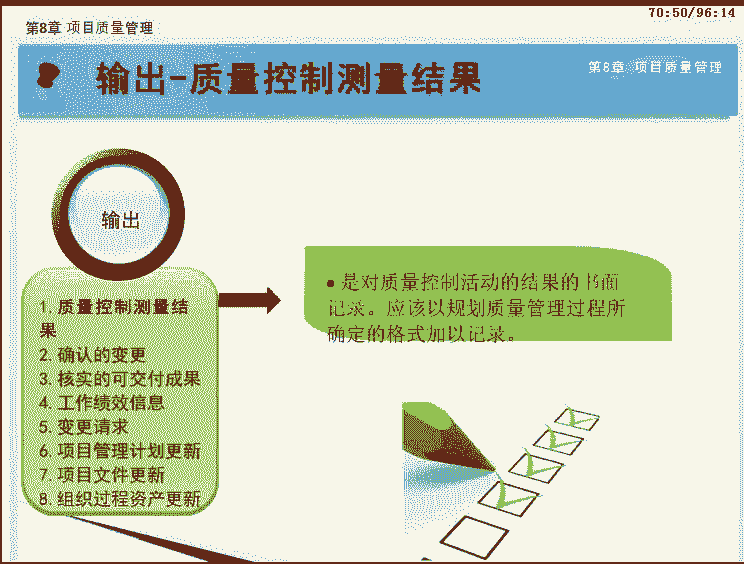 70:50/96:14
第8章 项目质量管理
输出-质量控制测量结果
第8章 项目质量管理
输出
1.质量控制测量结
果
2.确认的变更
3.核实的可交付成果
4.工作绩效信息
5.变更请求
6.项目管理计划更新
7.项目文件更新
8.组织过程资产更新
●是对质量控制活动的结果的书面
记录。应该以规划质量管理过程所
确定的格式加以记录。